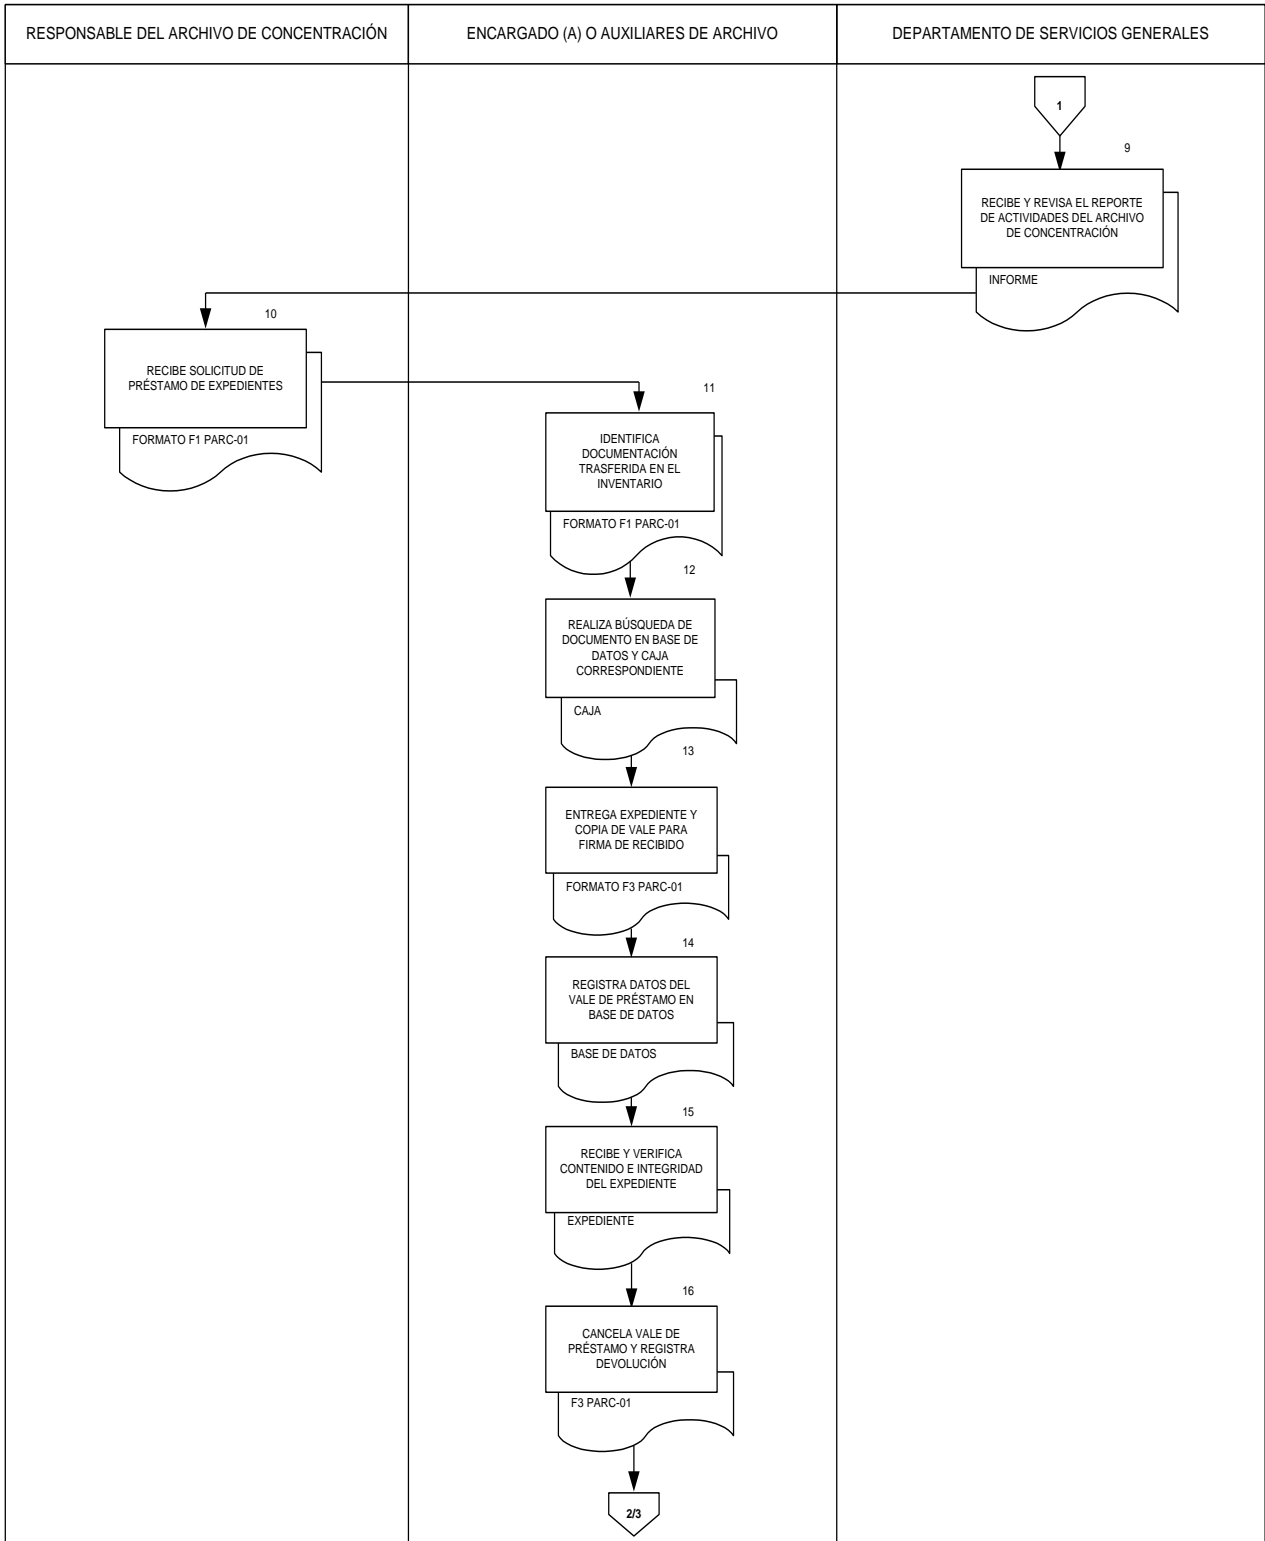 RESPONSABLE DEL ARCHIVO DE CONCENTRACIÓN
ENCARGADO (A) O AUXILIARES DE ARCHIVO
DEPARTAMENTO DE SERVICIOS GENERALES
1
9
RECIBE Y REVISA EL REPORTE
DE ACTIVIDADES DEL ARCHIVO
DE CONCENTRACIÓN
INFORME
10
RECIBE SOLICITUD DE
PRÉSTAMO DE EXPEDIENTES
FORMATO F1 PARC-01
11
IDENTIFICA
DOCUMENTACIÓN
TRASFERIDA EN EL
INVENTARIO
FORMATO F1 PARC-01
12
REALIZA BÚSQUEDA DE
DOCUMENTO EN BASE DE
DATOS Y CAJA
CORRESPONDIENTE
CAJA
13
ENTREGA EXPEDIENTE Y
COPIA DE VALE PARA
FIRMA DE RECIBIDO
FORMATO F3 PARC-01
14
REGISTRA DATOS DEL
VALE DE PRÉSTAMO EN
BASE DE DATOS
BASE DE DATOS
15
RECIBE Y VERIFICA
CONTENIDO E INTEGRIDAD
DEL EXPEDIENTE
EXPEDIENTE
16
CANCELA VALE DE
PRÉSTAMO Y REGISTRA
DEVOLUCIÓN
F3 PARC-01
2/3